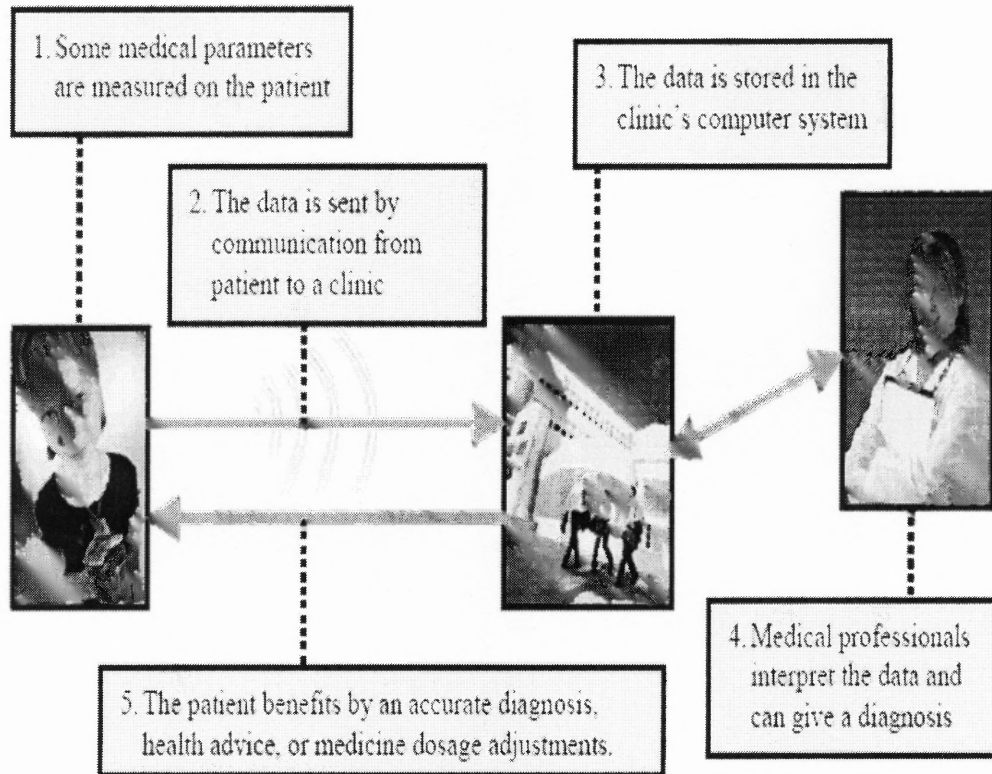 1. Some medical parameters
are measured on the patient
2. The data is sent by
communication from
patient to a clinic
3. The data is stored in the
clinic's computer system
4. Medical professionals
interpret the data and
can give a diagnosis
5. The patient benefits by an accurate diagnosis,
health advice, or medicine dosage adjustments.